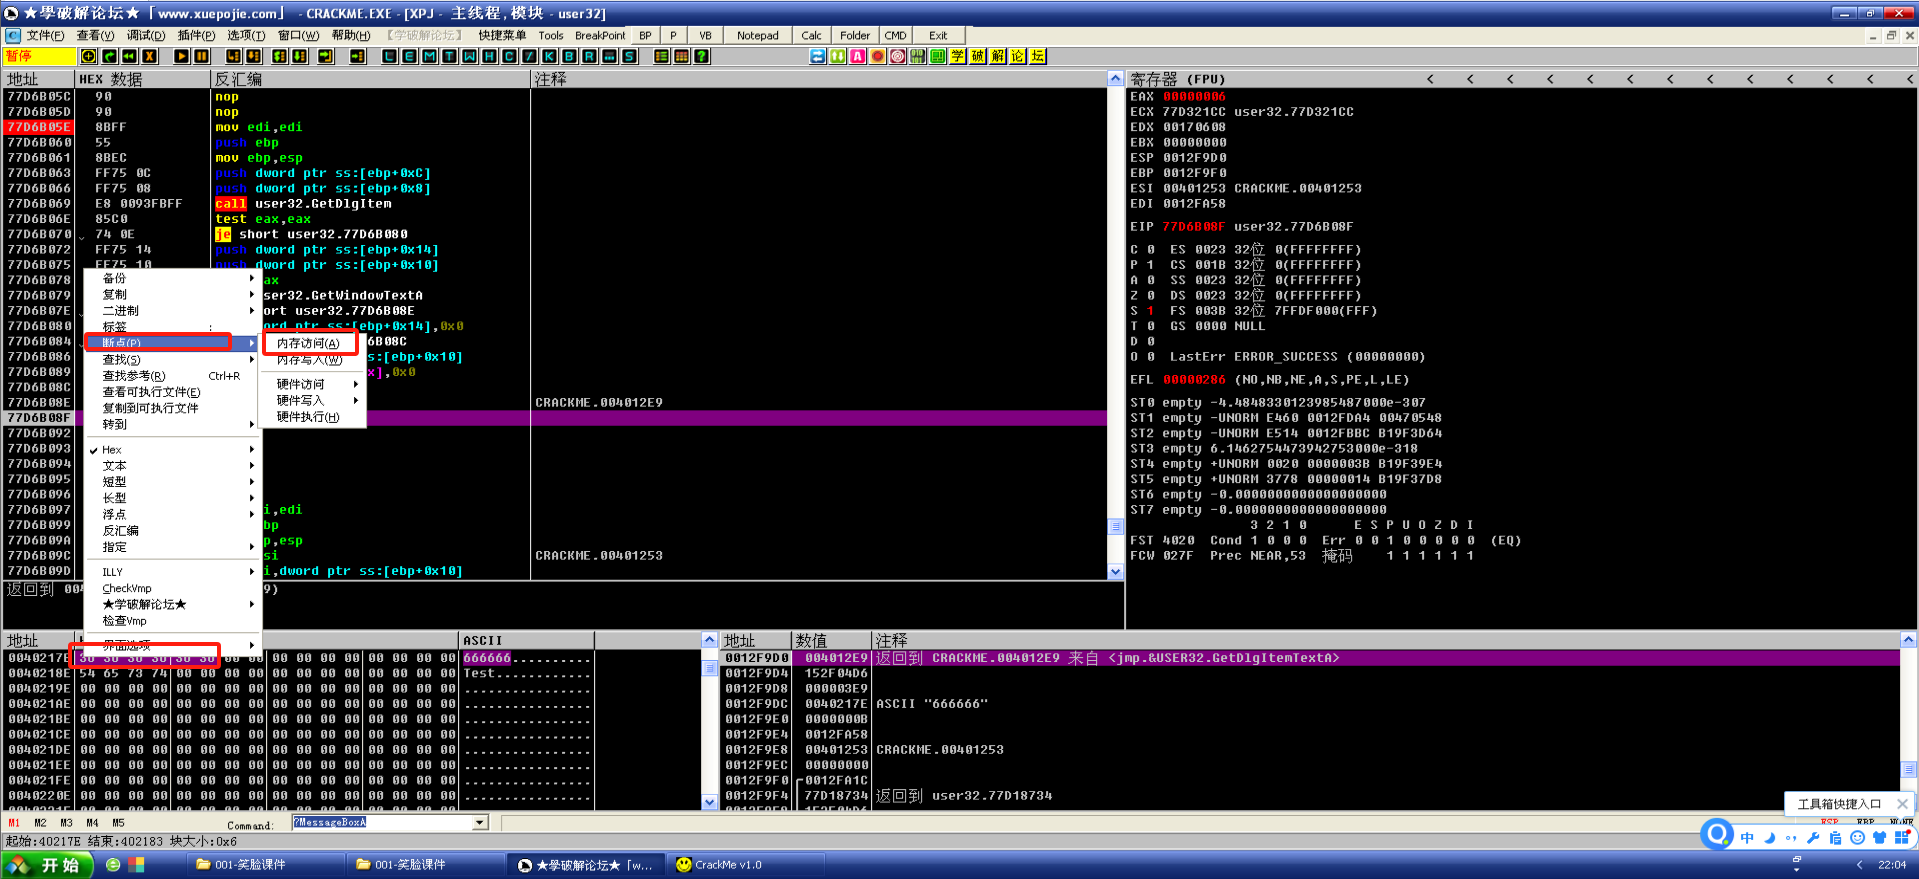 ★學破解论坛★「www.xuepojie.com」 - CRACKME.EXE - [XPJ - 主线程,模块 - user32]
文件(F) 查看(V) 调试(D) 插件(P) 选项(T) 窗口(W) 帮助(H) 【学破解论坛】 快捷菜单 Tools BreakPoint BP P VB Notepad Calc Folder CMD Exit
暂停 L E M T W H C / K B R ... S ? 学 破 解 论 坛
地址 HEX 数据 反汇编 注释
77D6B05C 90 nop
77D6B05D 90 nop
77D6B05E 8BFF mov edi,edi
77D6B060 55 push ebp
77D6B061 8BEC mov ebp,esp
77D6B063 FF75 0C push dword ptr ss:[ebp+0xC]
77D6B066 FF75 08 push dword ptr ss:[ebp+0x8]
77D6B069 E8 0093FBFF call user32.GetDlgItem
77D6B06E 85C0 test eax,eax
77D6B070 74 0E je short user32.77D6B080
77D6B072 FF75 14 push dword ptr ss:[ebp+0x14]
77D6B075 FF75 10 push dword ptr ss:[ebp+0x10]
77D6B078 ax
77D6B079 ser32.GetWindowTextA
77D6B07E ort user32.77D6B08E
77D6B080 ord ptr ss:[ebp+0x14],0x0
77D6B084 08C
77D6B086 s:[ebp+0x10]
77D6B089 x],0x0
77D6B08C
77D6B08E CRACKME.004012E9
77D6B08F
77D6B092
77D6B093
77D6B094
77D6B095
77D6B096
77D6B097 i,edi
77D6B099 bp
77D6B09A p,esp
77D6B09C si CRACKME.00401253
77D6B09D i,dword ptr ss:[ebp+0x10]
返回到 00 9)
备份
复制
二进制
标签 :
断点(P)
查找(S)
查找参考(R) Ctrl+R
查看可执行文件(E)
复制到可执行文件
转到
Hex
文本
短型
长型
浮点
反汇编
指定
ILLY
CheckVmp
★学破解论坛★
检查Vmp
界面选项
内存访问(A)
内存写入(W)
硬件访问
硬件写入
硬件执行(H)
寄存器 (FPU) < < < < < < < < < < < < <
EAX 00000006
ECX 77D321CC user32.77D321CC
EDX 00170608
EBX 00000000
ESP 0012F9D0
EBP 0012F9F0
ESI 00401253 CRACKME.00401253
EDI 0012FA58
EIP 77D6B08F user32.77D6B08F
C 0 ES 0023 32位 0(FFFFFFFF)
P 1 CS 001B 32位 0(FFFFFFFF)
A 0 SS 0023 32位 0(FFFFFFFF)
Z 0 DS 0023 32位 0(FFFFFFFF)
S 1 FS 003B 32位 7FFDF000(FFF)
T 0 GS 0000 NULL
D 0
O 0 LastErr ERROR_SUCCESS (00000000)
EFL 00000286 (NO,NB,NE,A,S,PE,L,LE)
ST0 empty -4.4848330123985487000e-307
ST1 empty -UNORM E460 0012FDA4 00470548
ST2 empty -UNORM E514 0012FBBC B19F3D64
ST3 empty 6.1462754473942753000e-318
ST4 empty +UNORM 0020 0000003B B19F39E4
ST5 empty +UNORM 3778 00000014 B19F37D8
ST6 empty -0.0000000000000000000
ST7 empty -0.0000000000000000000
3 2 1 0 E S P U O Z D I
FST 4020 Cond 1 0 0 0 Err 0 0 1 0 0 0 0 0 (EQ)
FCW 027F Prec NEAR,53 掩码 1 1 1 1 1 1
地址 ASCII
0040217E 36 36 36 36 36 36 00 00 00 00 00 00 00 00 00 00 666666..........
0040218E 54 65 73 74 00 00 00 00 00 00 00 00 00 00 00 00 Test............
0040219E 00 00 00 00 00 00 00 00 00 00 00 00 00 00 00 00 ................
004021AE 00 00 00 00 00 00 00 00 00 00 00 00 00 00 00 00 ................
004021BE 00 00 00 00 00 00 00 00 00 00 00 00 00 00 00 00 ................
004021CE 00 00 00 00 00 00 00 00 00 00 00 00 00 00 00 00 ................
004021DE 00 00 00 00 00 00 00 00 00 00 00 00 00 00 00 00 ................
004021EE 00 00 00 00 00 00 00 00 00 00 00 00 00 00 00 00 ................
004021FE 00 00 00 00 00 00 00 00 00 00 00 00 00 00 00 00 ................
0040220E 00 00 00 00 00 00 00 00 00 00 00 00 00 00 00 00 ................
地址 数值 注释
0012F9D0 004012E9 返回到 CRACKME.004012E9 来自 <jmp.&USER32.GetDlgItemTextA>
0012F9D4 152F04D6
0012F9D8 000003E9
0012F9DC 0040217E ASCII "666666"
0012F9E0 0000000B
0012F9E4 0012FA58
0012F9E8 00401253 CRACKME.00401253
0012F9EC 00000000
0012F9F0 0012FA1C
0012F9F4 77D18734 返回到 user32.77D18734
0012F9F8 152F04D6
工具箱快捷入口
M1 M2 M3 M4 M5 Command: ?MessageBoxA ESP EBP NONE
起始:40217E 结束:402183 块大小:0x6
中
开始 001-笑脸课件 001-笑脸课件 ★學破解论坛★「w... CrackMe v1.0 22:04